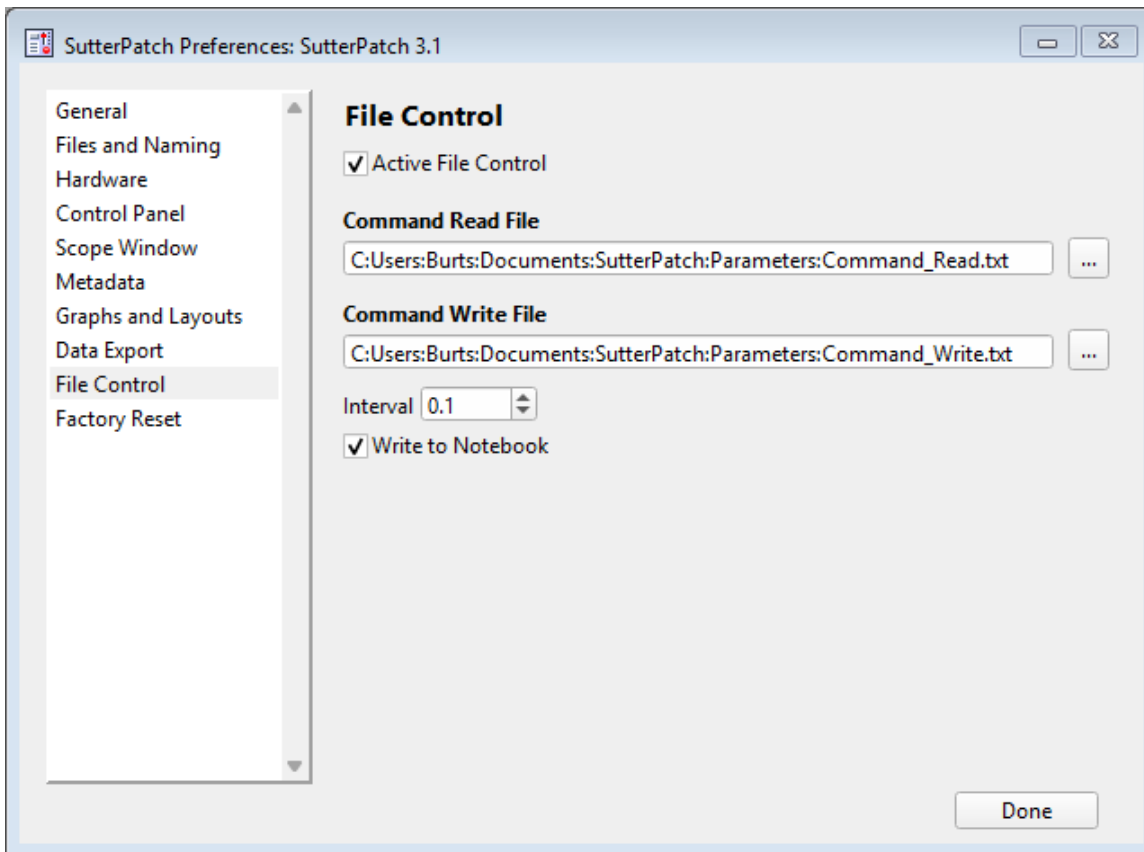 SutterPatch Preferences: SutterPatch 3.1
General
Files and Naming
Hardware
Control Panel
Scope Window
Metadata
Graphs and Layouts
Data Export
File Control
Factory Reset
File Control
Active File Control
Command Read File
C:Users:Burts:Documents:SutterPatch:Parameters:Command_Read.txt
...
Command Write File
C:Users:Burts:Documents:SutterPatch:Parameters:Command_Write.txt
...
Interval 0.1
Write to Notebook
Done